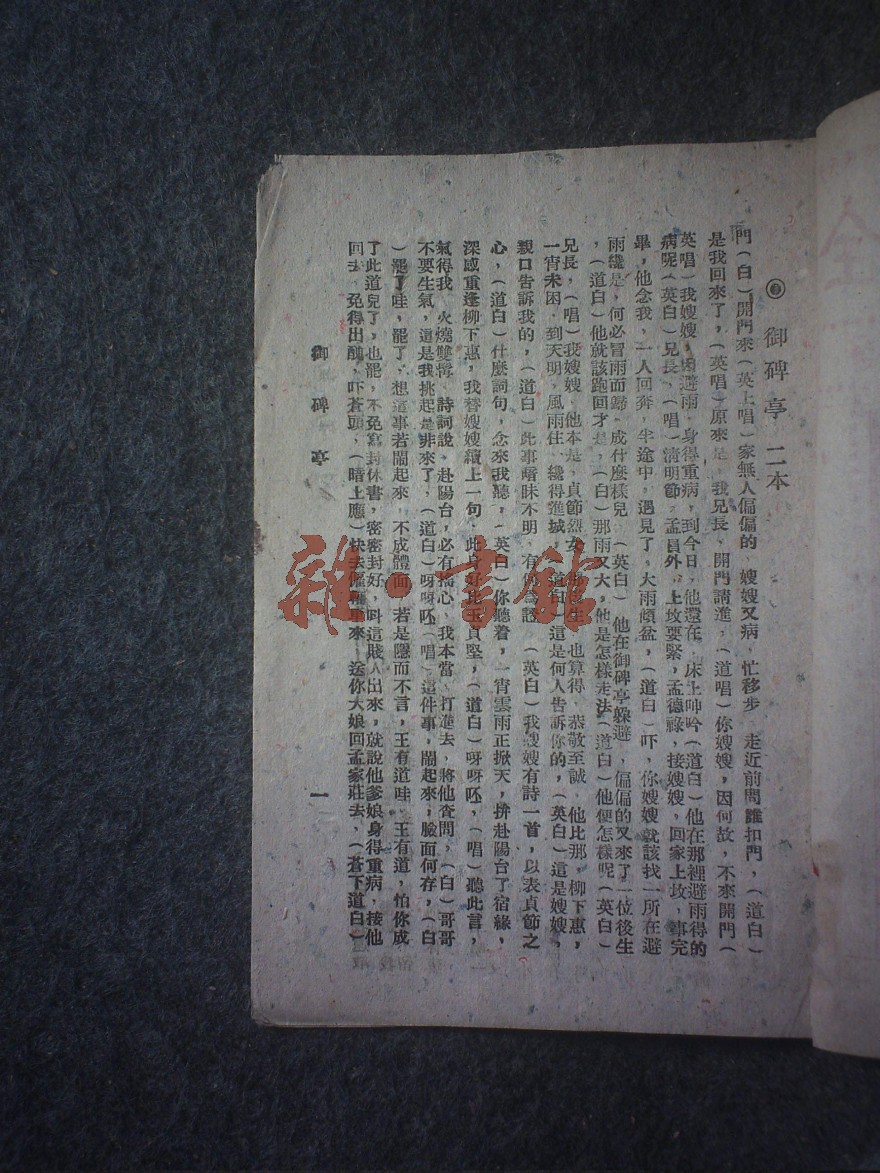 御碑亭 二本
門（白）開門來（英上唱）家無人偏偏的、嫂嫂又病、忙移步、走近前問誰扣門，（道白）
是我回來了，（英唱）原來是、我兄長、開門請進，（道唱）你嫂嫂，因何故，不來開門（
英唱）我嫂嫂，因避雨，身得重病，到今日，他還在、床上呻吟（道白）他在那裡避雨得的
病呢（英白）兄長，（唱）清明節，孟員外，上坟要緊，孟德祿，接嫂嫂，回家上坟，事完
畢，他念我，一人回奔，半途中，遇見了，大雨傾盆，（道白）吓，你嫂嫂就該找一所在避
雨纔是，何必冒雨而歸，成什麼樣兒，（英白）他在御碑亭躲避，偏偏的又來了一位後生
，（道白）他就該跑回才是，（白）那雨又大，他是怎樣走法（道白）他便怎樣呢（英白）
兄長，（唱）我嫂嫂，他本是，貞節烈女，那後生，也算得，恭敬至誠，他比那，柳下惠，
一宵未困，到天明，風雨住，纔得進城，（道白）這是何人告訴你的，（英白）這是嫂嫂，
親口告訴我的，（道白）此事曖昧不明，有何為証（英白）我嫂嫂有詩一首，以表貞節之
心，（道白）什麼詞句，念來我聽，（英白）你聽着，一宵雲雨正掀天，拚赴陽台了宿緣，
深感重逢柳下惠，我替嫂嫂續上一句，此身好比玉貞堅，（道白）呀呀呸，（唱）聽此言，
氣得我，火燒雙臂，詩詞說，赴陽台，必有搖心，我本當、打進去，將他查問，（白）哥哥
不要生氣，這是我挑起是非來了，（道白）呀呀呸（唱）這件事，鬧起來，臉面何存，（白
）罷了哇，罷了，想這事若鬧起來，不成體面，若是隱而不言，王有道哇，王有道，怕你成
了此道兒了，也罷，不免寫封休書，密密封好，叫這賤人出來，就說他爹娘身得重病，接他
回去，免得出醜，吓蒼頭，（暗上應）快去僱輛車來，送你大娘回孟家莊去，（蒼下道白）
御碑亭 一
雜·書館